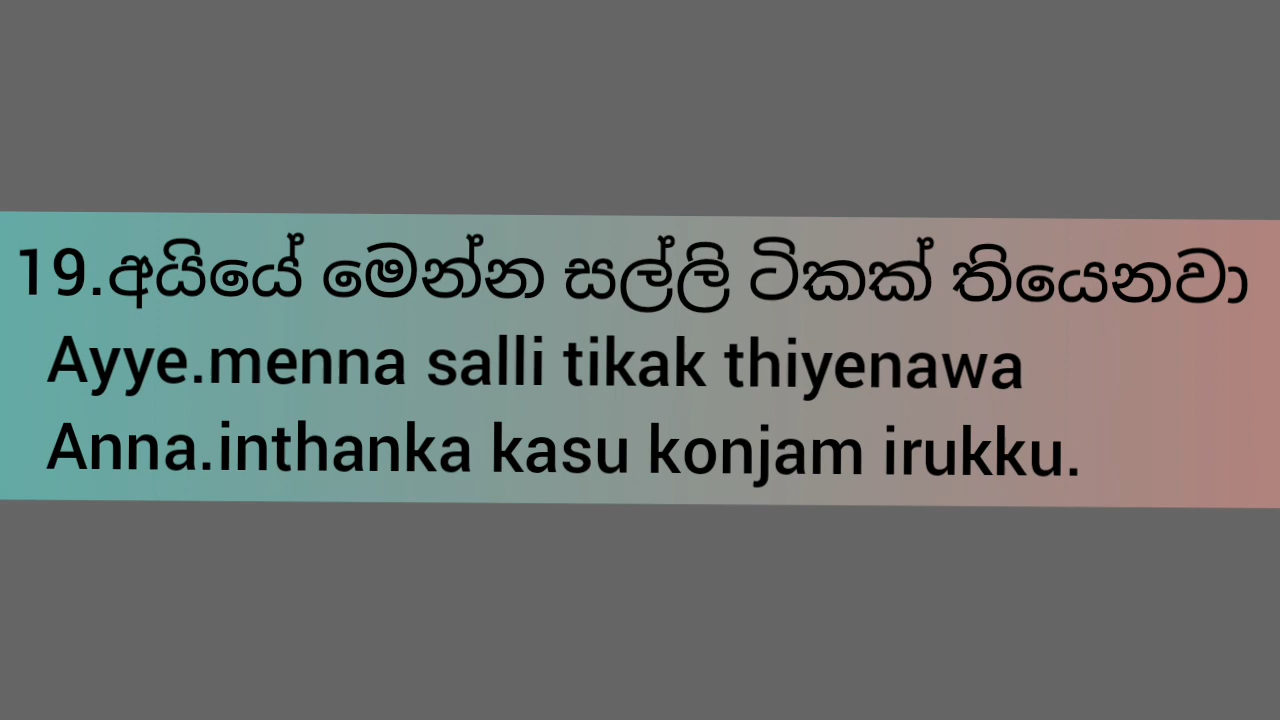 19.අයියේ මෙන්න සල්ලි ටිකක් තියෙනවා
Ayye.menna salli tikak thiyenawa
Anna.inthanka kasu konjam irukku.